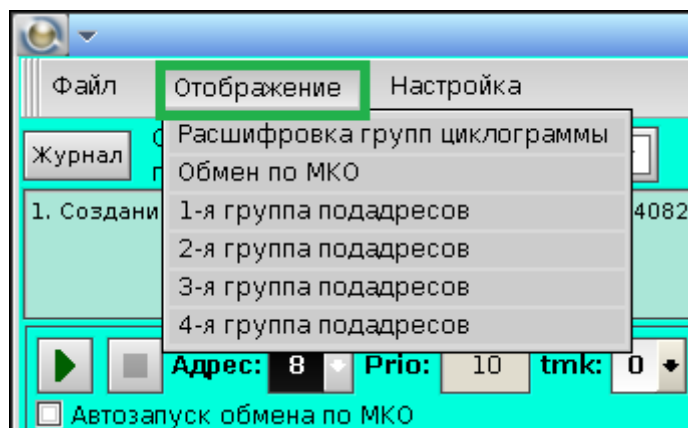 Файл Отображение Настройка
Расшифровка групп циклограммы
Журнал
Обмен по МКО
1. Создани 1-я группа подадресов 4082
2-я группа подадресов
3-я группа подадресов
4-я группа подадресов
Адрес: 8 Prio: 10 tmk: 0
Автозапуск обмена по МКО